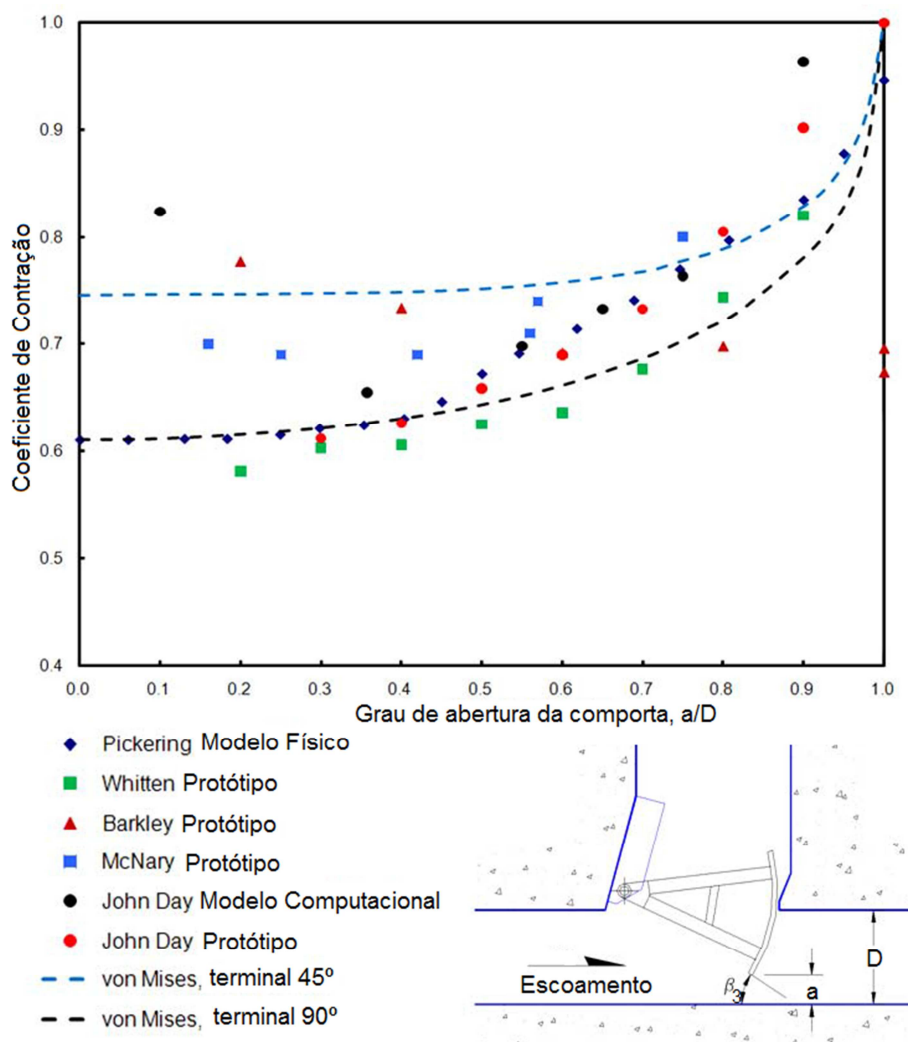 Coeficiente de Contração
1.0
0.9
0.8
0.7
0.6
0.5
0.4
0.0 0.1 0.2 0.3 0.4 0.5 0.6 0.7 0.8 0.9 1.0
Grau de abertura da comporta, a/D
Pickering Modelo Físico
Whitten Protótipo
Barkley Protótipo
McNary Protótipo
John Day Modelo Computacional
John Day Protótipo
von Mises, terminal 45º
von Mises, terminal 90º
Escoamento
β3
a
D